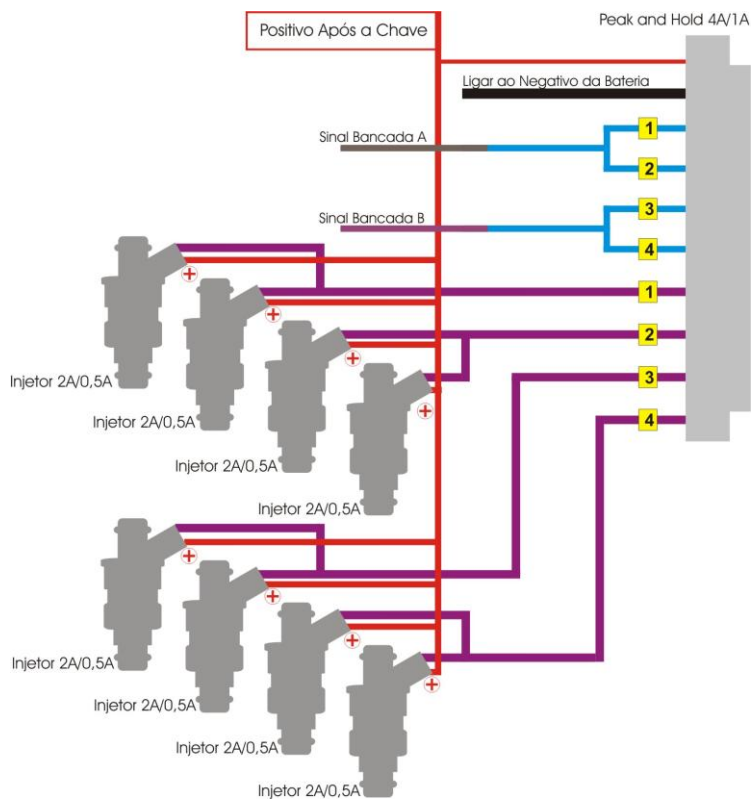 Positivo Após a Chave
Peak and Hold 4A/1A
Ligar ao Negativo da Bateria
Sinal Bancada A
1
2
Sinal Bancada B
3
4
+
+
+
+
1
2
3
4
Injetor 2A/0,5A
Injetor 2A/0,5A
Injetor 2A/0,5A
Injetor 2A/0,5A
+
+
+
+
Injetor 2A/0,5A
Injetor 2A/0,5A
Injetor 2A/0,5A
Injetor 2A/0,5A